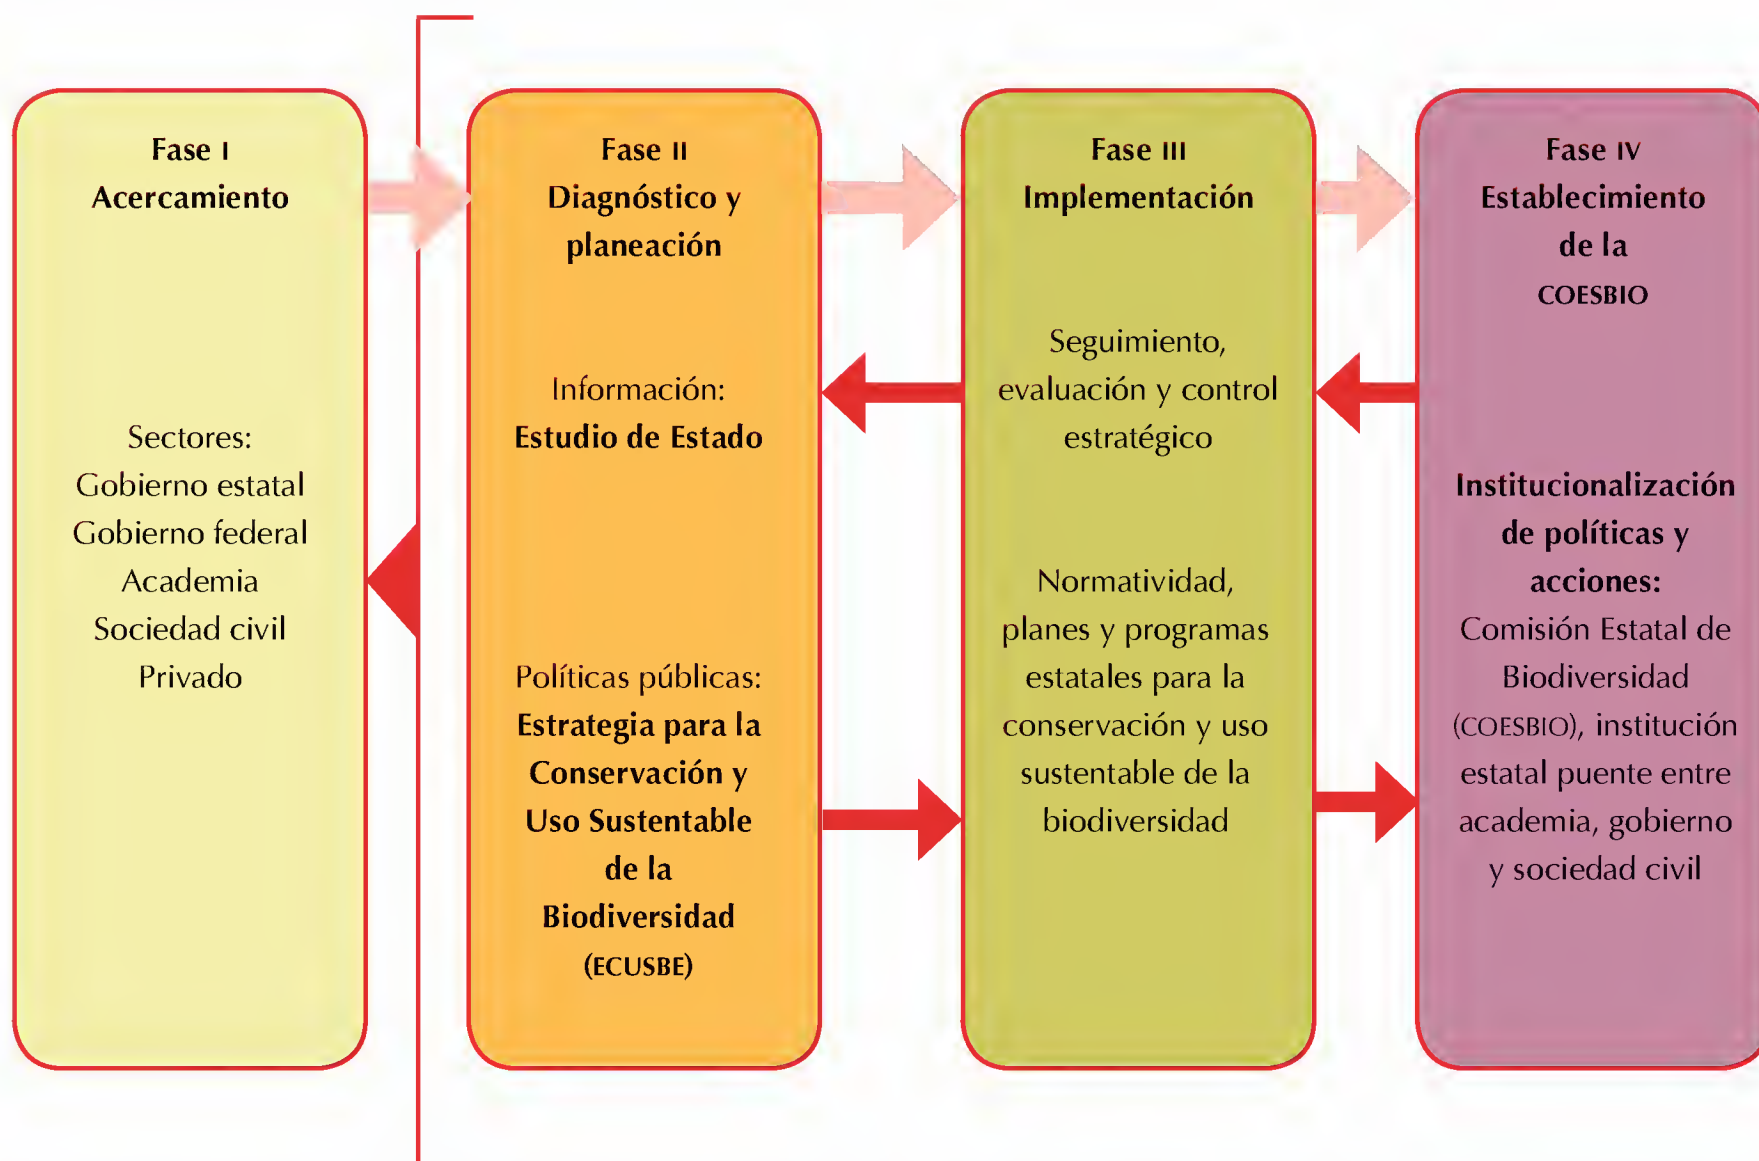 Fase I
Acercamiento
Sectores:
Gobierno estatal
Gobierno federal
Academia
Sociedad civil
Privado
Fase II
Diagnóstico y
planeación
Información:
Estudio de Estado
Políticas públicas:
Estrategia para la
Conservación y
Uso Sustentable
de la
Biodiversidad
(ECUSBE)
Fase III
Implementación
Seguimiento,
evaluación y control
estratégico
Normatividad,
planes y programas
estatales para la
conservación y uso
sustentable de la
biodiversidad
Fase IV
Establecimiento
de la
COESBIO
Institucionalización
de políticas y
acciones:
Comisión Estatal de
Biodiversidad
(COESBIO), institución
estatal puente entre
academia, gobierno
y sociedad civil